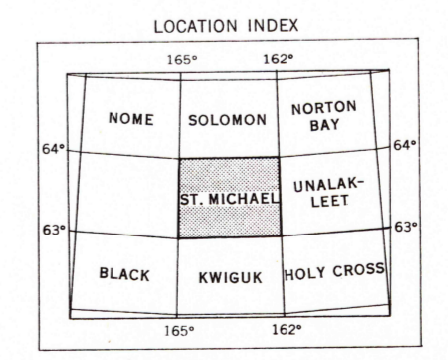 LOCATION INDEX
165° 162°
NOME SOLOMON NORTON
BAY
64° 64°
ST. MICHAEL UNALAK-
LEET
63° 63°
BLACK KWIGUK HOLY CROSS
165° 162°